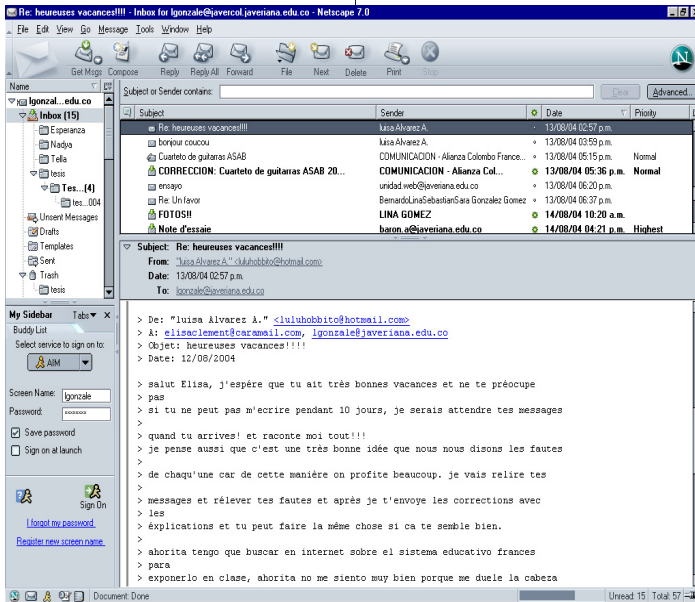 Re: heureuses vacances!!!! - Inbox for lgonzale@javercol.javeriana.edu.co - Netscape 7.0
File Edit View Go Message Tools Window Help
Get Msgs Compose Reply Reply All Forward File Next Delete Print Stop
Name
Subject or Sender contains: Clear Advanced...
lgonzal...edu.co
Inbox (15)
Esperanza
Nadya
Tella
tesis
Tes...(4)
tes...004
Unsent Messages
Drafts
Templates
Sent
Trash
tesis
Subject Sender Date Priority
Re: heureuses vacances!!!! luisa Alvarez A. 13/08/04 02:57 p.m.
bonjour coucou luisa Alvarez A. 13/08/04 03:59 p.m.
Cuarteto de guitarras ASAB COMUNICACION - Alianza Colombo France... 13/08/04 05:15 p.m. Normal
CORRECCION: Cuarteto de guitarras ASAB 20... COMUNICACION - Alianza Col... 13/08/04 05:36 p.m. Normal
ensayo unidad.web@javeriana.edu.co 13/08/04 06:20 p.m.
Re: Un favor BernardoLinaSebastianSara Gonzalez Gomez 13/08/04 06:37 p.m.
FOTOS!! LINA GOMEZ 14/08/04 10:20 a.m.
Note d'essaie baron.a@javeriana.edu.co 14/08/04 04:21 p.m. Highest
Subject: Re: heureuses vacances!!!!
From: "luisa Alvarez A." <luluhobbito@hotmail.com>
Date: 13/08/04 02:57 p.m.
To: lgonzale@javeriana.edu.co
My Sidebar Tabs
Buddy List
Select service to sign on to:
AIM
Screen Name: lgonzale
Password: ********
Save password
Sign on at launch
Sign On
I forgot my password
Register new screen name
> De: "luisa Alvarez A." <luluhobbito@hotmail.com>
> A: elisaclement@caramail.com, lgonzale@javeriana.edu.co
> Objet: heureuses vacances!!!!
> Date: 12/08/2004
> salut Elisa, j'espére que tu ait trés bonnes vacances et ne te préocupe
> pas
> si tu ne peut pas m'ecrire pendant 10 jours, je serais attendre tes messages
>
> quand tu arrives! et raconte moi tout!!!
> je pense aussi que c'est une très bonne idée que nous nous disons les fautes
>
> de chaqu'une car de cette manière on profite beaucoup. je vais relire tes
>
> messages et rélever tes fautes et après je t'envoye les corrections avec
> les
> éxplications et tu peut faire la même chose si ca te semble bien.
>
> ahorita tengo que buscar en internet sobre el sistema educativo frances
> para
> exponerlo en clase, ahorita no me siento muy bien porque me duele la cabeza
Document: Done Unread: 15 Total: 57